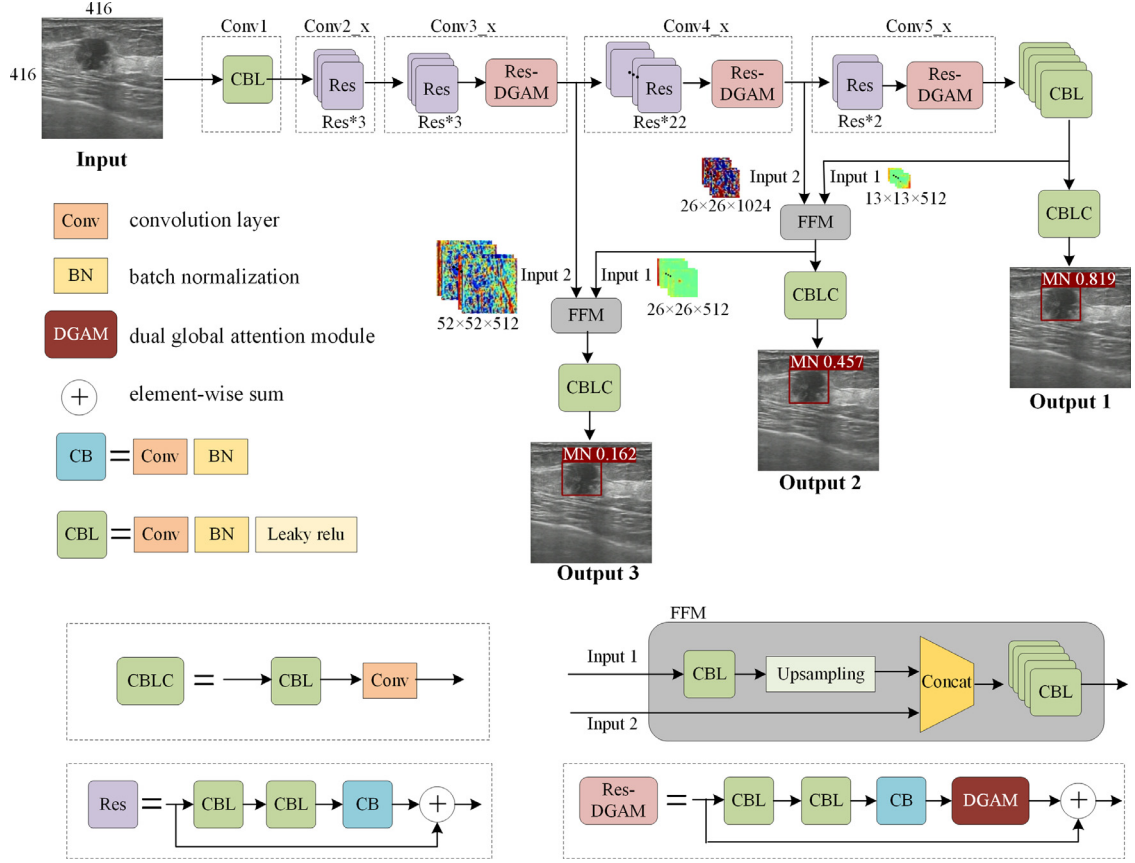 416
416
Input
Conv1
CBL
Conv2_x
Res
Res*3
Conv3_x
Res
Res*3
Res-
DGAM
Conv4_x
Res
Res*22
Res-
DGAM
Conv5_x
Res
Res*2
Res-
DGAM
CBL
Input 2
26×26×1024
Input 1
13×13×512
FFM
CBLC
MN 0.819
Output 1
Input 2
52×52×512
Input 1
26×26×512
FFM
CBLC
MN 0.457
Output 2
CBLC
MN 0.162
Output 3
Conv
convolution layer
BN
batch normalization
DGAM
dual global attention module
+
element-wise sum
CB
=
Conv
BN
CBL
=
Conv
BN
Leaky relu
CBLC
=
CBL
Conv
FFM
Input 1
Input 2
CBL
Upsampling
Concat
CBL
Res
=
CBL
CBL
CB
+
Res-
DGAM
=
CBL
CBL
CB
DGAM
+